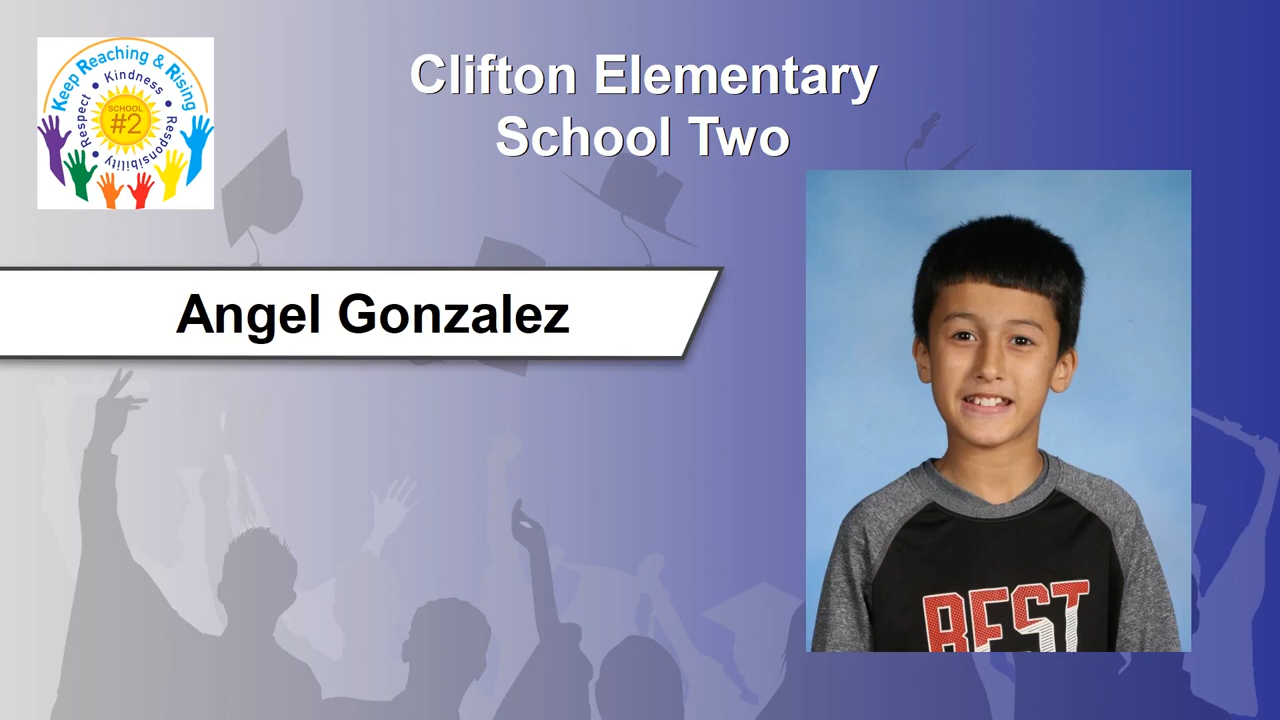 Keep Reaching & Rising
Respect • Kindness • Responsibility
SCHOOL
#2
Clifton Elementary
School Two
Angel Gonzalez
BEST